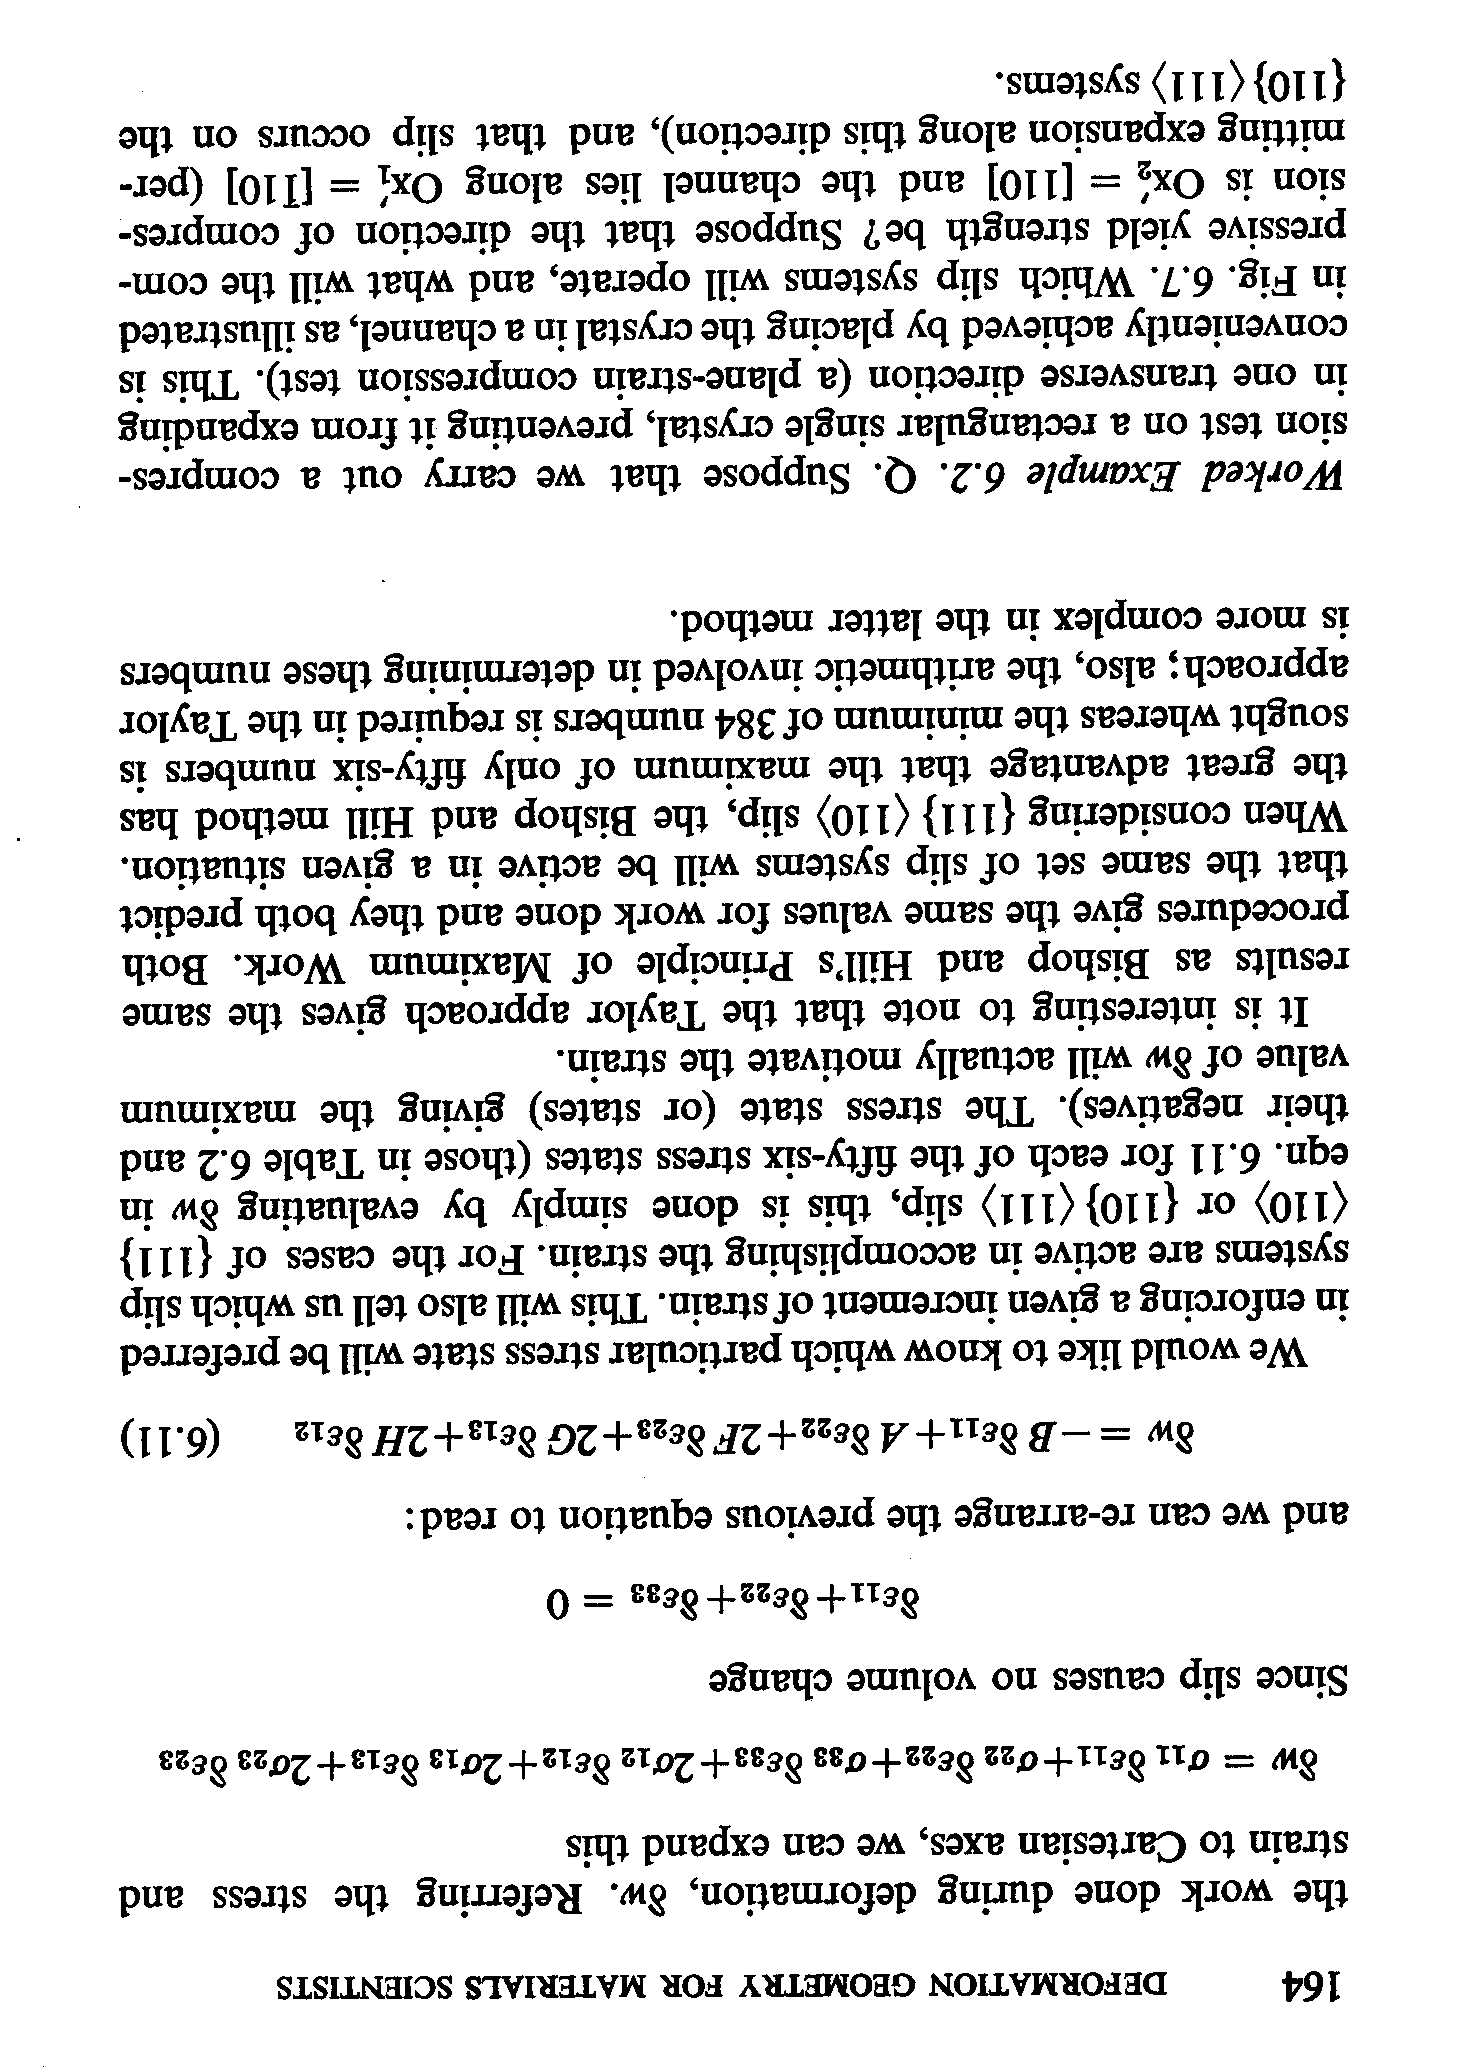 164 DEFORMATION GEOMETRY FOR MATERIALS SCIENTISTS
the work done during deformation, δw. Referring the stress and
strain to Cartesian axes, we can expand this
δw = σ₁₁ δε₁₁+σ₂₂ δε₂₂+σ₃₃ δε₃₃+2σ₁₂ δε₁₂+2σ₁₃ δε₁₃+2σ₂₃ δε₂₃
Since slip causes no volume change
δε₁₁+δε₂₂+δε₃₃ = 0
and we can re-arrange the previous equation to read:
δw = −B δε₁₁+A δε₂₂+2F δε₂₃+2G δε₁₃+2H δε₁₂ (6.11)
We would like to know which particular stress state will be preferred
in enforcing a given increment of strain. This will also tell us which slip
systems are active in accomplishing the strain. For the cases of {111}
⟨110⟩ or {110}⟨111⟩ slip, this is done simply by evaluating δw in
eqn. 6.11 for each of the fifty-six stress states (those in Table 6.2 and
their negatives). The stress state (or states) giving the maximum
value of δw will actually motivate the strain.
It is interesting to note that the Taylor approach gives the same
results as Bishop and Hill's Principle of Maximum Work. Both
procedures give the same values for work done and they both predict
that the same set of slip systems will be active in a given situation.
When considering {111} ⟨110⟩ slip, the Bishop and Hill method has
the great advantage that the maximum of only fifty-six numbers is
sought whereas the minimum of 384 numbers is required in the Taylor
approach; also, the arithmetic involved in determining these numbers
is more complex in the latter method.
Worked Example 6.2. Q. Suppose that we carry out a compres-
sion test on a rectangular single crystal, preventing it from expanding
in one transverse direction (a plane-strain compression test). This is
conveniently achieved by placing the crystal in a channel, as illustrated
in Fig. 6.7. Which slip systems will operate, and what will the com-
pressive yield strength be? Suppose that the direction of compres-
sion is Ox₂′ = [110] and the channel lies along Ox₁′ = [1̄10] (per-
mitting expansion along this direction), and that slip occurs on the
{110}⟨111⟩ systems.